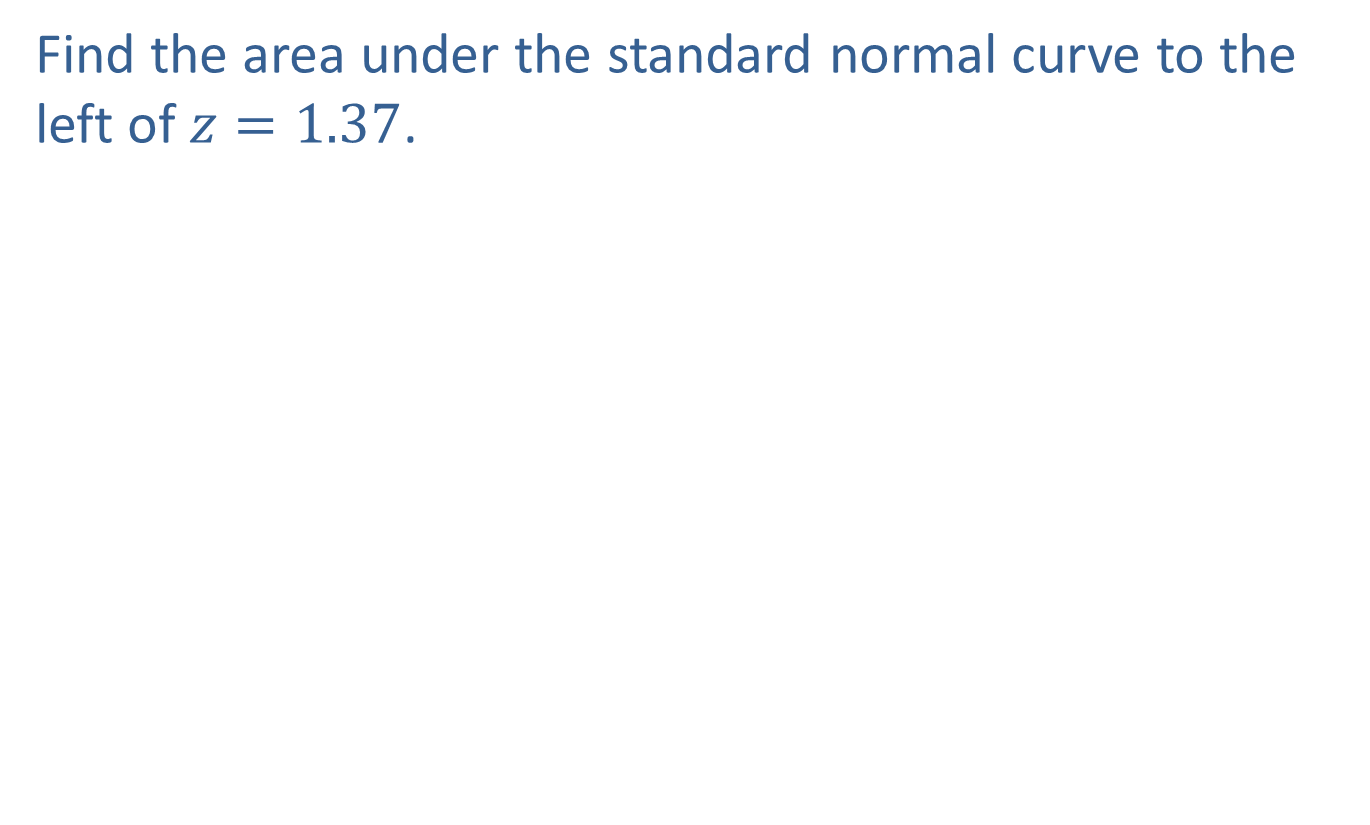 Find the area under the standard normal curve to the
left of z = 1.37.